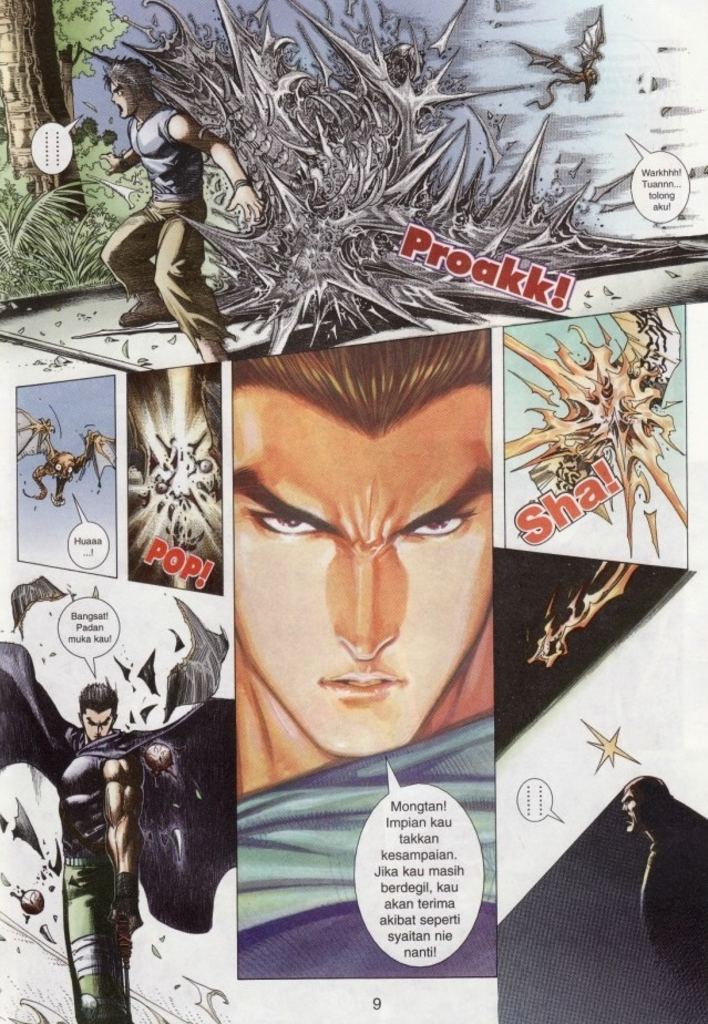 Warkhhh!
Tuannn...
tolong
aku!
Proakk!
Huaaa
...!
POP!
Sha!
Bangsat!
Padan
muka kau!
Mongtan!
Impian kau
takkan
kesampaian.
Jika kau masih
berdegil, kau
akan terima
akibat seperti
syaitan nie
nanti!
9